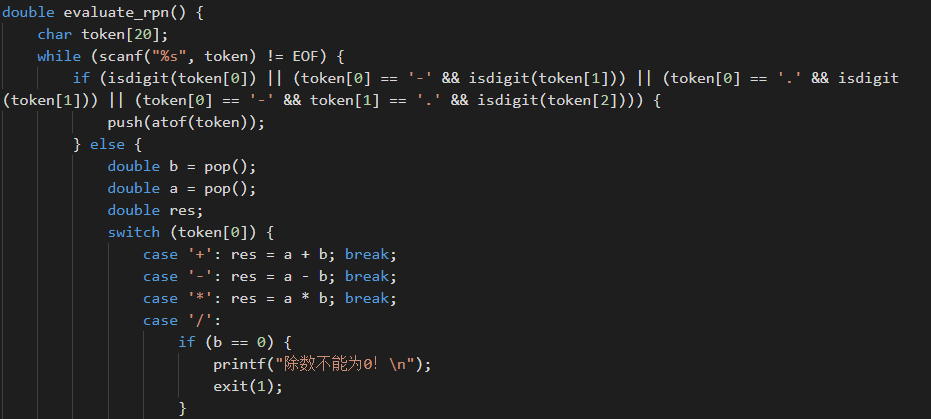 double evaluate_rpn() {
    char token[20];
    while (scanf("%s", token) != EOF) {
        if (isdigit(token[0]) || (token[0] == '-' && isdigit(token[1])) || (token[0] == '.' && isdigit
(token[1])) || (token[0] == '-' && token[1] == '.' && isdigit(token[2]))) {
            push(atof(token));
        } else {
            double b = pop();
            double a = pop();
            double res;
            switch (token[0]) {
                case '+': res = a + b; break;
                case '-': res = a - b; break;
                case '*': res = a * b; break;
                case '/':
                    if (b == 0) {
                        printf("除数不能为0! \n");
                        exit(1);
                    }